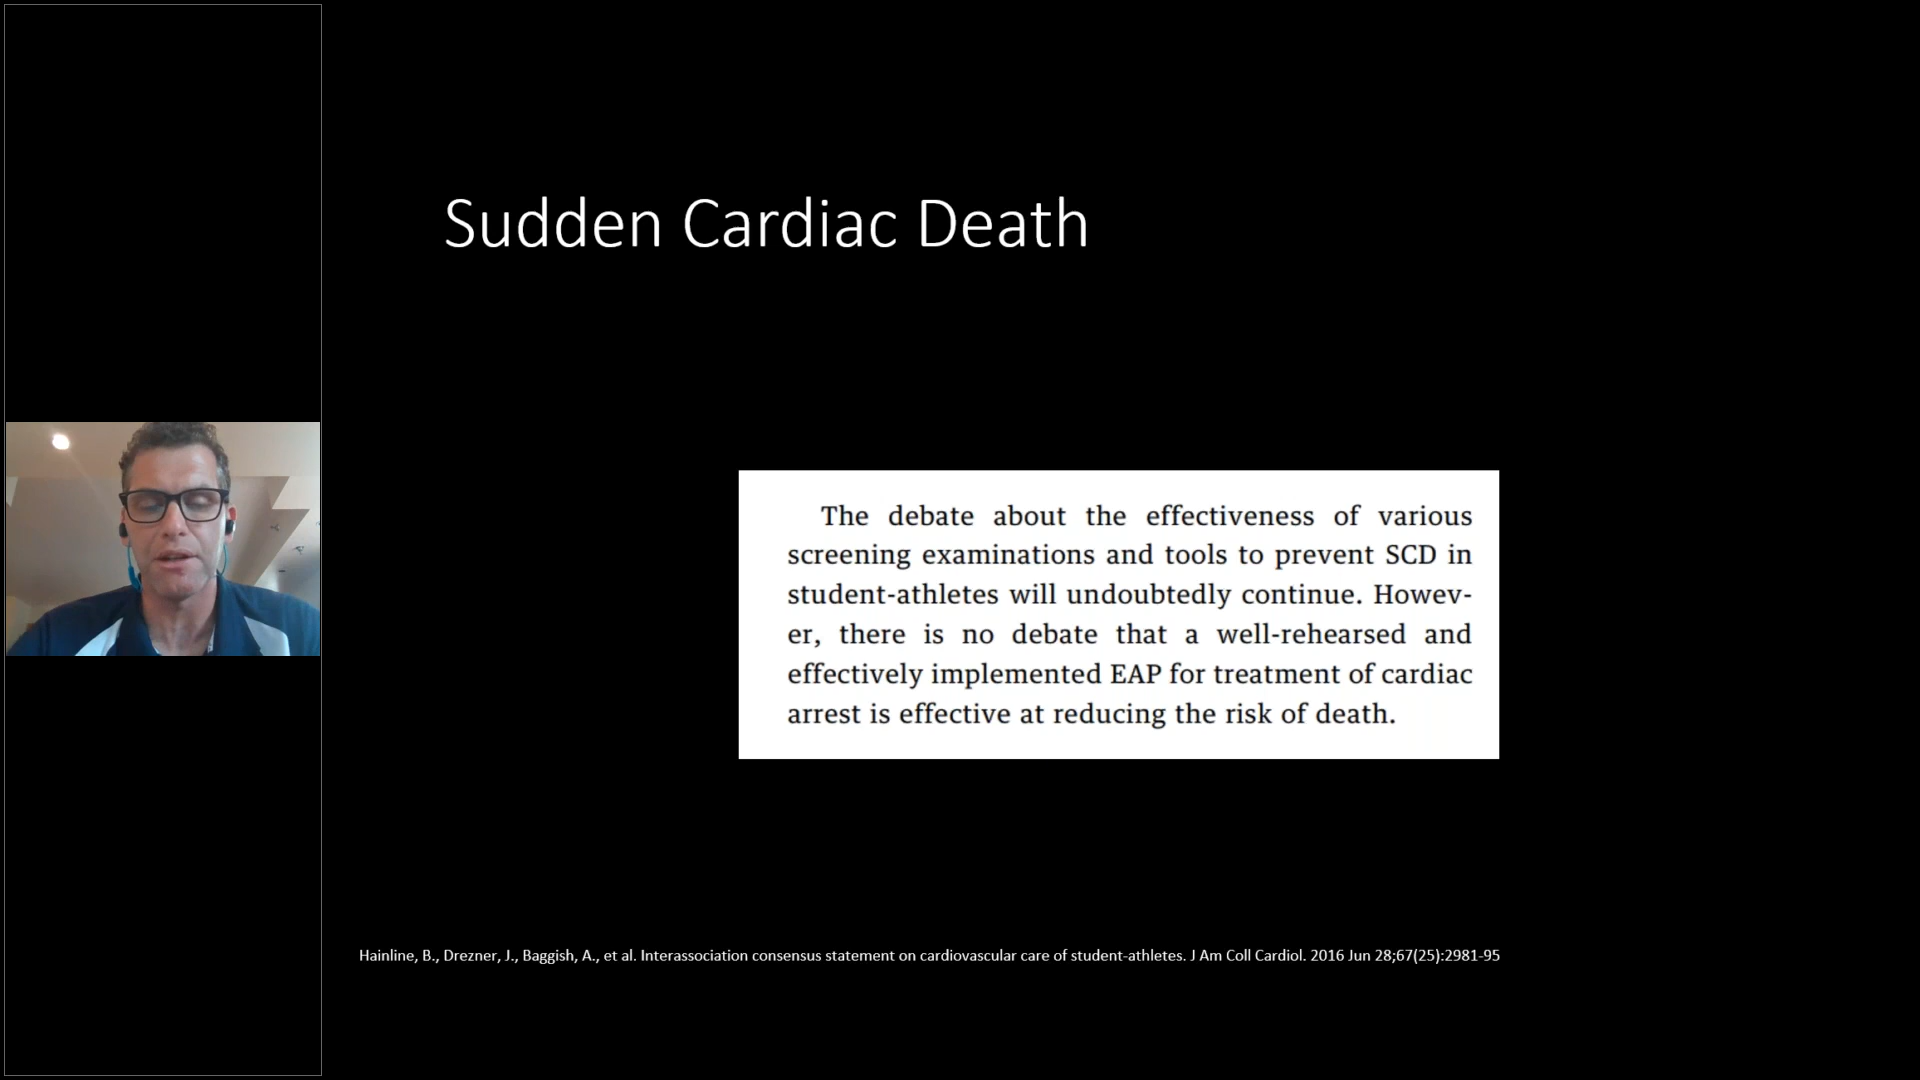 Sudden Cardiac Death
The debate about the effectiveness of various
screening examinations and tools to prevent SCD in
student-athletes will undoubtedly continue. Howev-
er, there is no debate that a well-rehearsed and
effectively implemented EAP for treatment of cardiac
arrest is effective at reducing the risk of death.
Hainline, B., Drezner, J., Baggish, A., et al. Interassociation consensus statement on cardiovascular care of student-athletes. J Am Coll Cardiol. 2016 Jun 28;67(25):2981-95